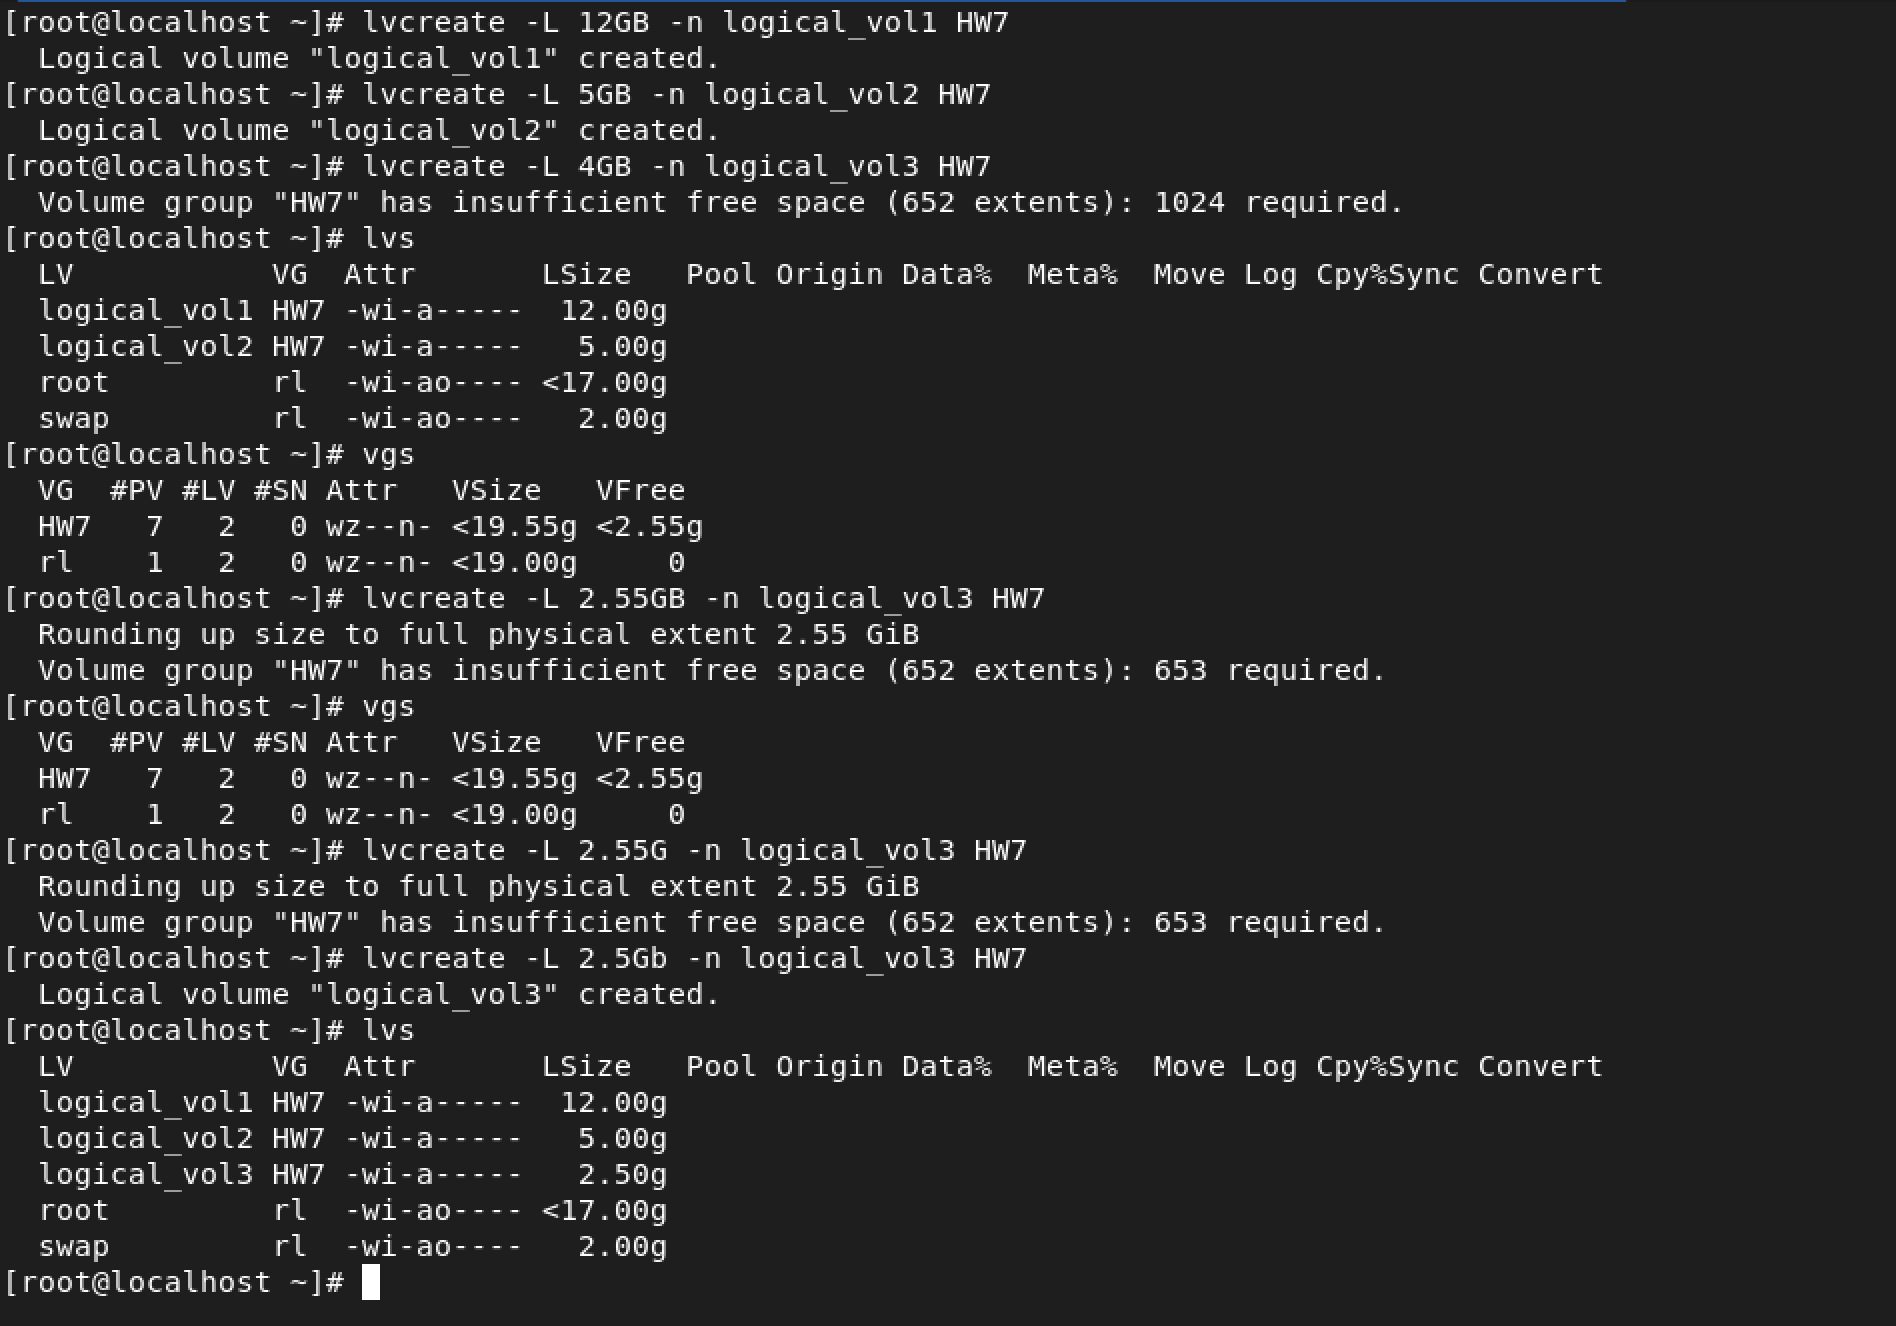 [root@localhost ~]# lvcreate -L 12GB -n logical_vol1 HW7
  Logical volume "logical_vol1" created.
[root@localhost ~]# lvcreate -L 5GB -n logical_vol2 HW7
  Logical volume "logical_vol2" created.
[root@localhost ~]# lvcreate -L 4GB -n logical_vol3 HW7
  Volume group "HW7" has insufficient free space (652 extents): 1024 required.
[root@localhost ~]# lvs
  LV           VG  Attr       LSize   Pool Origin Data%  Meta%  Move Log Cpy%Sync Convert
  logical_vol1 HW7 -wi-a-----  12.00g
  logical_vol2 HW7 -wi-a-----   5.00g
  root         rl  -wi-ao---- <17.00g
  swap         rl  -wi-ao----   2.00g
[root@localhost ~]# vgs
  VG  #PV #LV #SN Attr   VSize   VFree
  HW7   7   2   0 wz--n- <19.55g <2.55g
  rl    1   2   0 wz--n- <19.00g     0
[root@localhost ~]# lvcreate -L 2.55GB -n logical_vol3 HW7
  Rounding up size to full physical extent 2.55 GiB
  Volume group "HW7" has insufficient free space (652 extents): 653 required.
[root@localhost ~]# vgs
  VG  #PV #LV #SN Attr   VSize   VFree
  HW7   7   2   0 wz--n- <19.55g <2.55g
  rl    1   2   0 wz--n- <19.00g     0
[root@localhost ~]# lvcreate -L 2.55G -n logical_vol3 HW7
  Rounding up size to full physical extent 2.55 GiB
  Volume group "HW7" has insufficient free space (652 extents): 653 required.
[root@localhost ~]# lvcreate -L 2.5Gb -n logical_vol3 HW7
  Logical volume "logical_vol3" created.
[root@localhost ~]# lvs
  LV           VG  Attr       LSize   Pool Origin Data%  Meta%  Move Log Cpy%Sync Convert
  logical_vol1 HW7 -wi-a-----  12.00g
  logical_vol2 HW7 -wi-a-----   5.00g
  logical_vol3 HW7 -wi-a-----   2.50g
  root         rl  -wi-ao---- <17.00g
  swap         rl  -wi-ao----   2.00g
[root@localhost ~]#